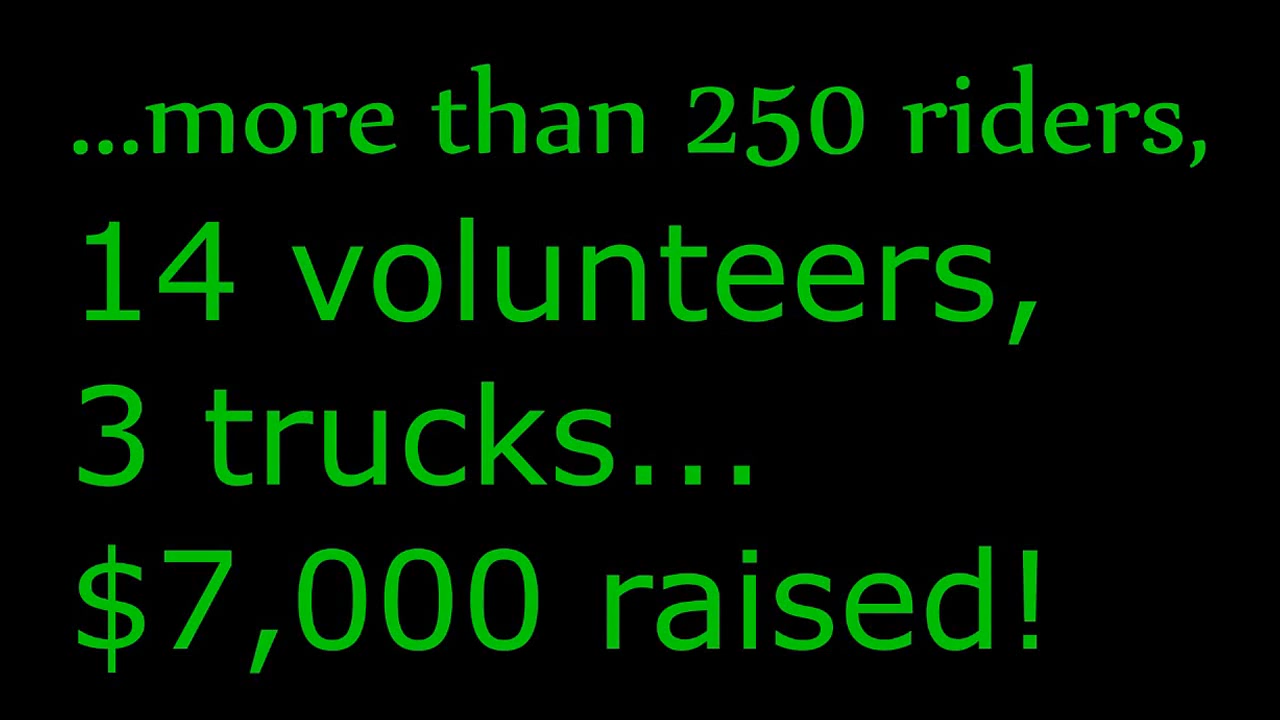 ...more than 250 riders,
14 volunteers,
3 trucks...
$7,000 raised!